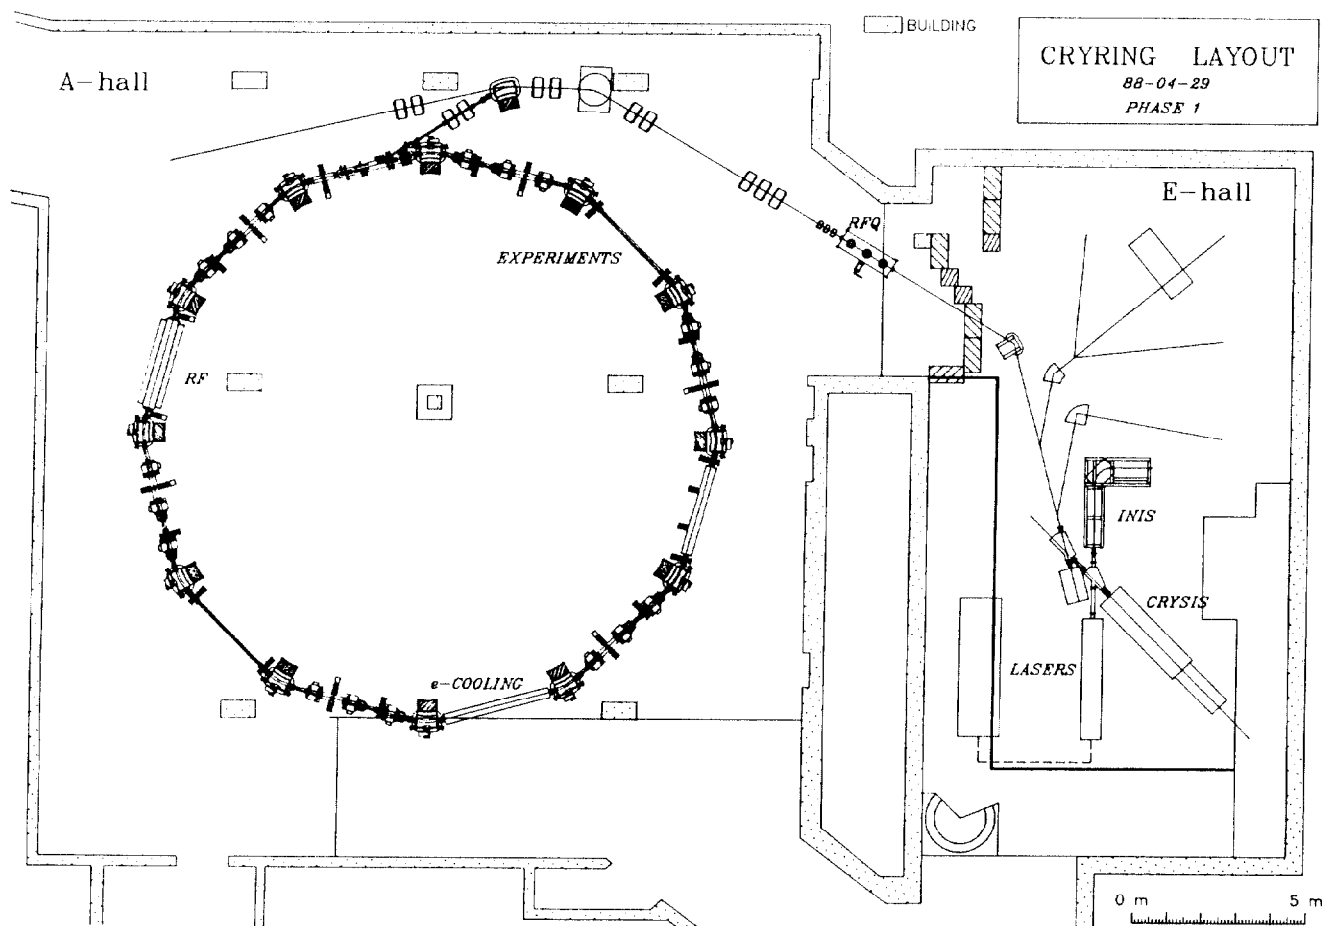 BUILDING
CRYRING LAYOUT
88-04-29
PHASE 1
A-hall
E-hall
RFQ
EXPERIMENTS
RF
INIS
CRYSIS
LASERS
e-COOLING
0 m 5 m